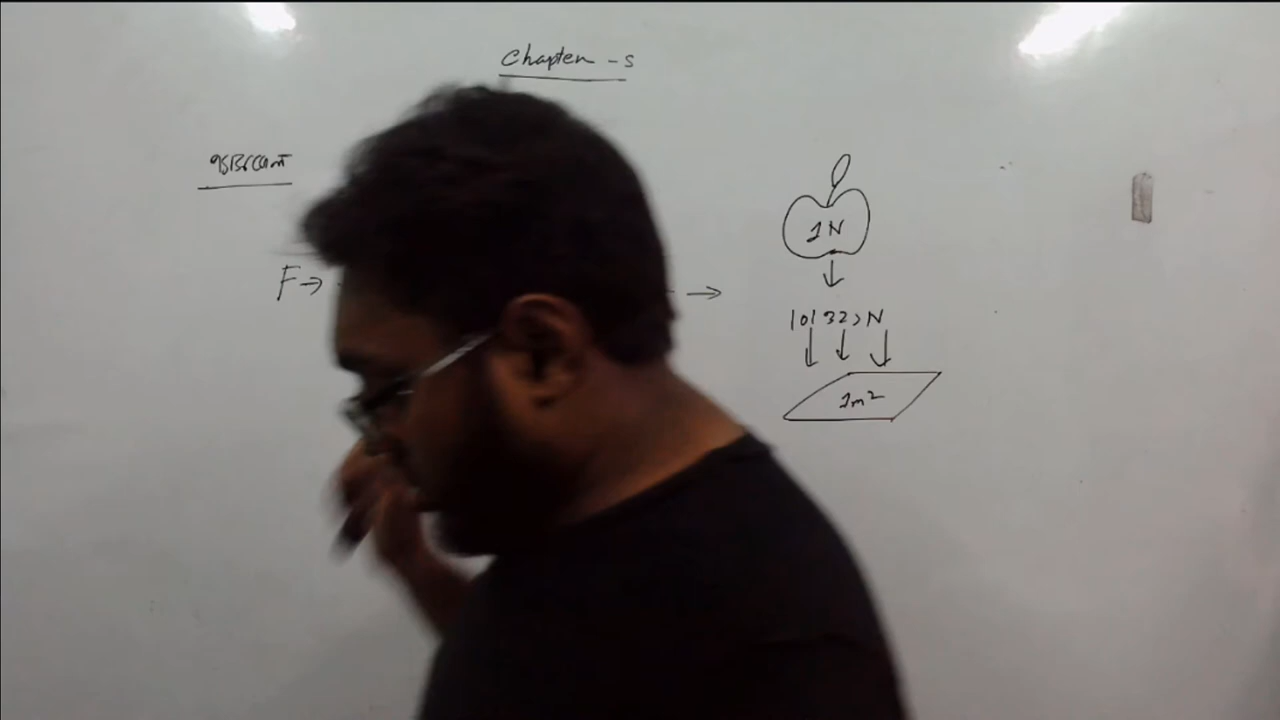 Chapter - 5
F →
→
1N
↓
101325 N
↓ ↓ ↓
1m²